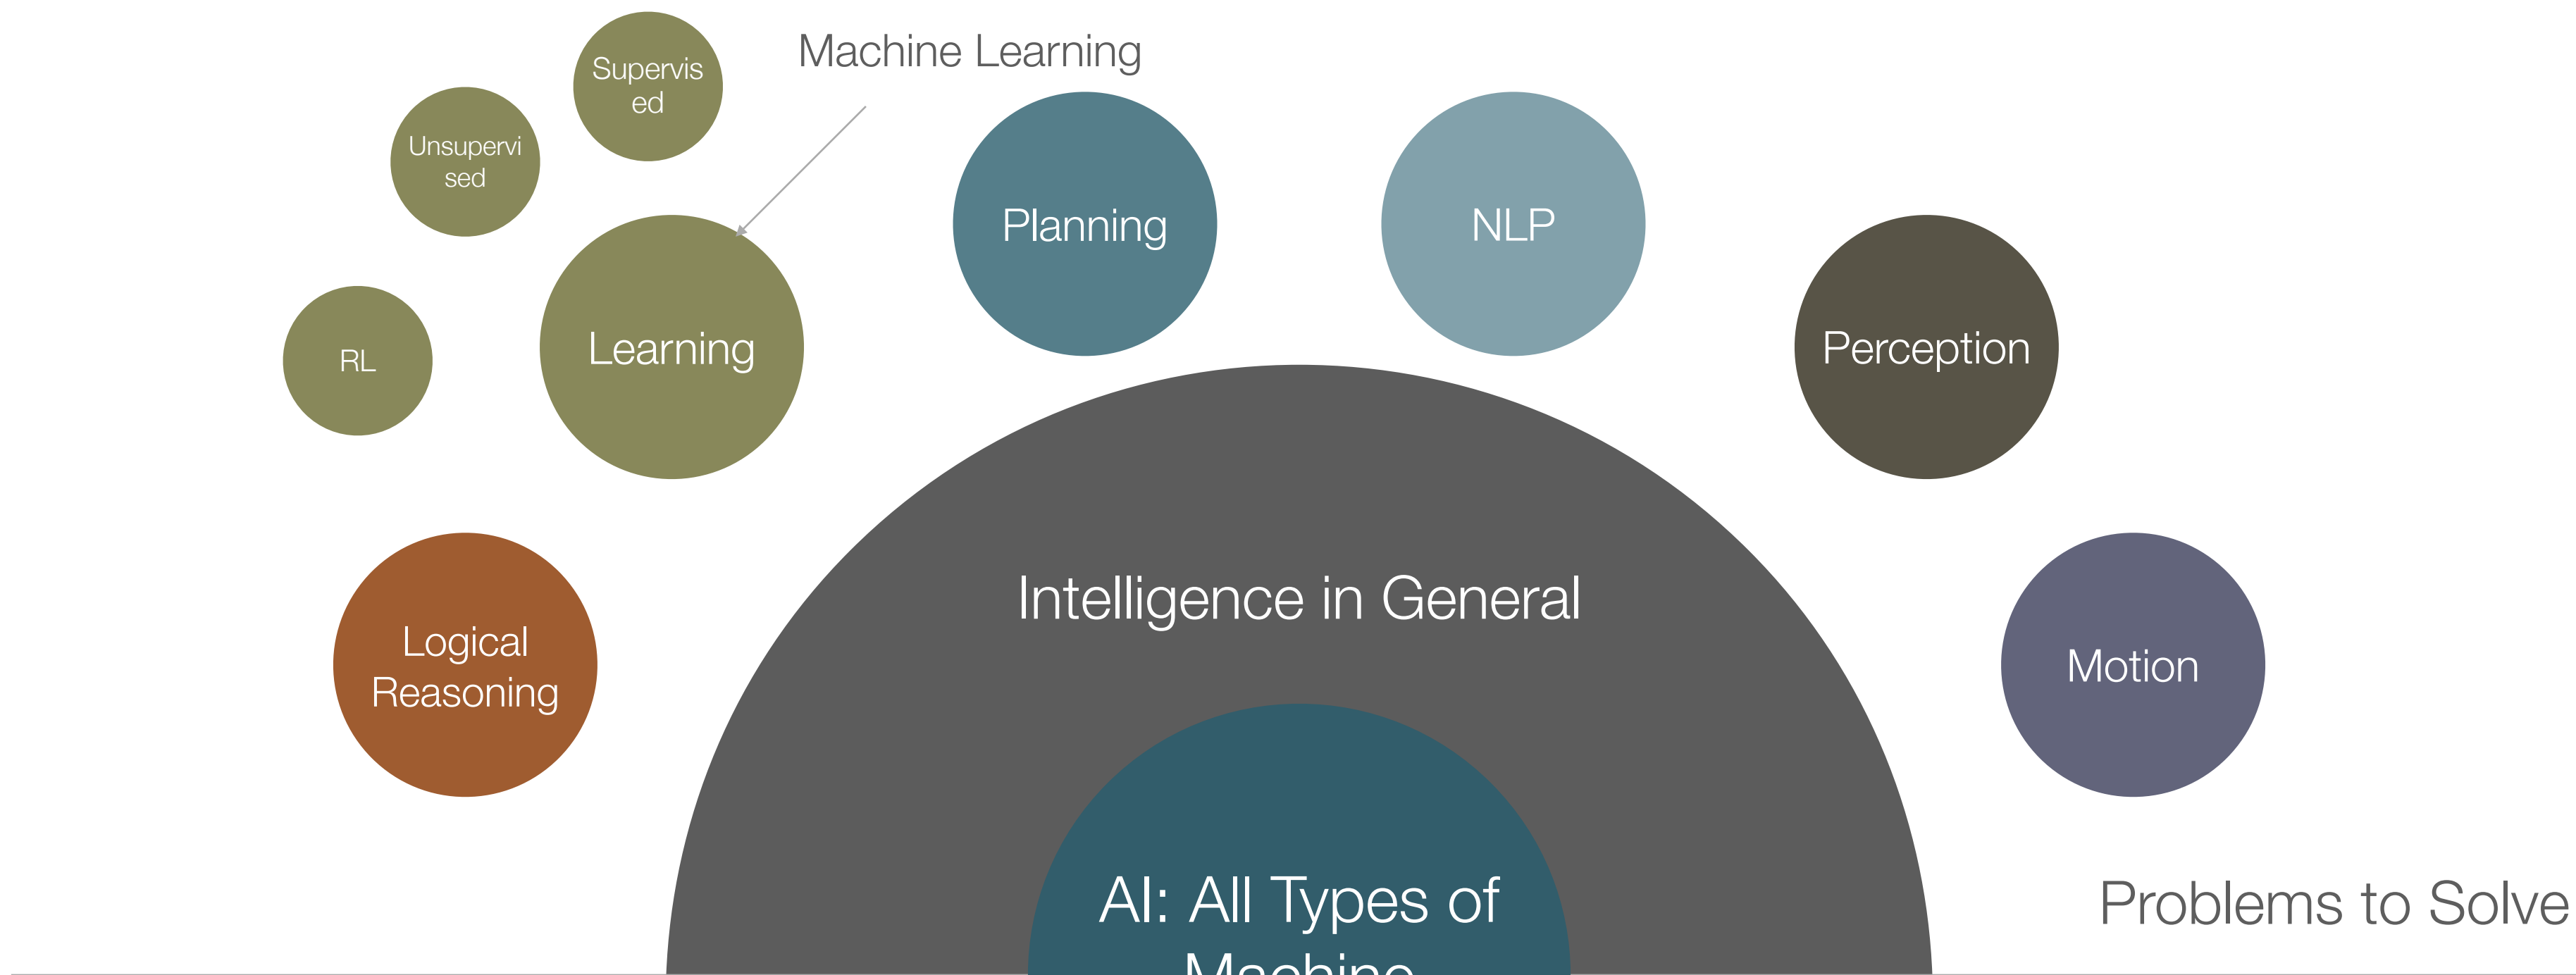 Machine Learning
Supervis
ed
Unsupervi
sed
RL
Learning
Planning
NLP
Perception
Logical
Reasoning
Motion
Intelligence in General
AI: All Types of
Machine
Problems to Solve